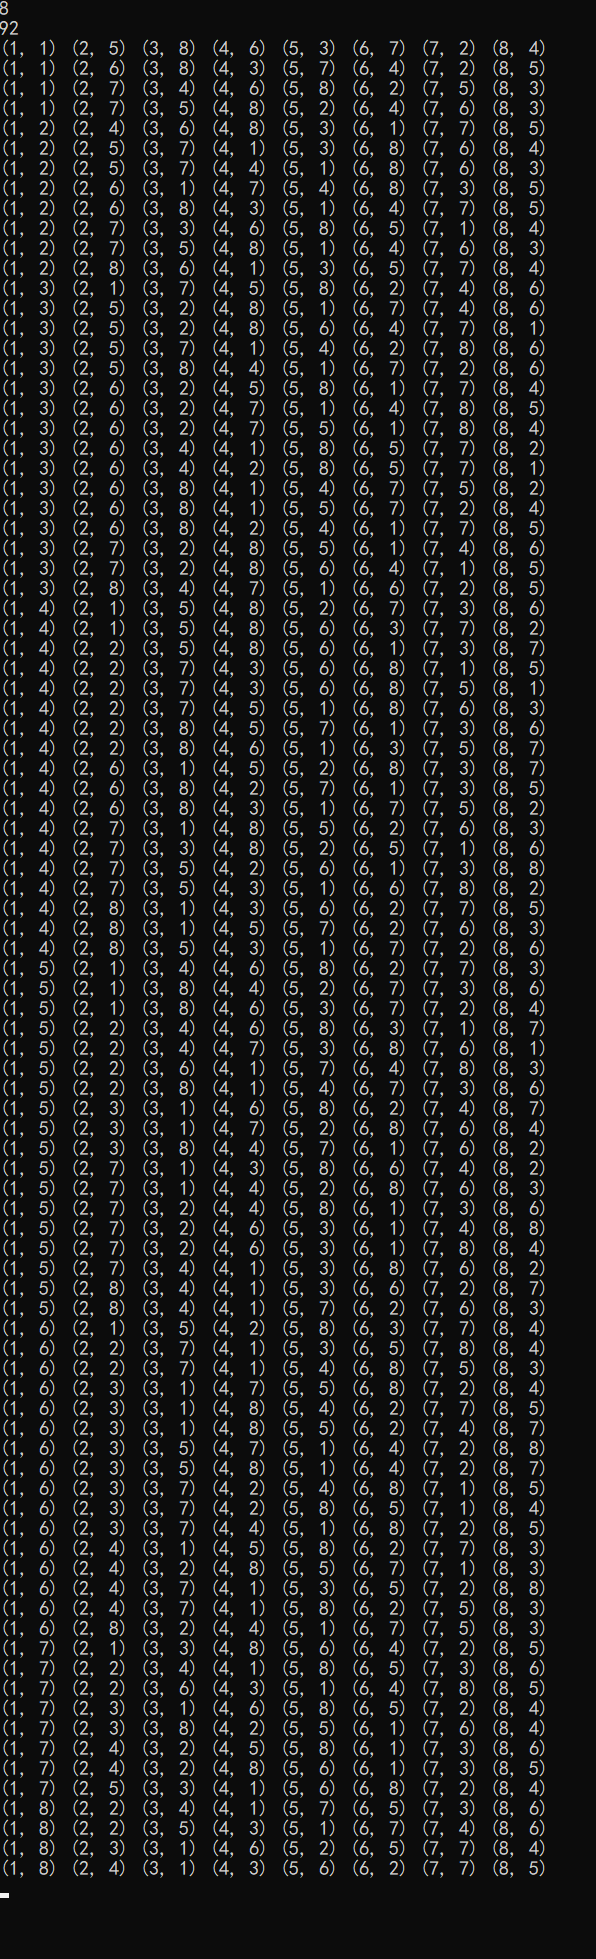 8
92
(1, 1) (2, 5) (3, 8) (4, 6) (5, 3) (6, 7) (7, 2) (8, 4)
(1, 1) (2, 6) (3, 8) (4, 3) (5, 7) (6, 4) (7, 2) (8, 5)
(1, 1) (2, 7) (3, 4) (4, 6) (5, 8) (6, 2) (7, 5) (8, 3)
(1, 1) (2, 7) (3, 5) (4, 8) (5, 2) (6, 4) (7, 6) (8, 3)
(1, 2) (2, 4) (3, 6) (4, 8) (5, 3) (6, 1) (7, 7) (8, 5)
(1, 2) (2, 5) (3, 7) (4, 1) (5, 3) (6, 8) (7, 6) (8, 4)
(1, 2) (2, 5) (3, 7) (4, 4) (5, 1) (6, 8) (7, 6) (8, 3)
(1, 2) (2, 6) (3, 1) (4, 7) (5, 4) (6, 8) (7, 3) (8, 5)
(1, 2) (2, 6) (3, 8) (4, 3) (5, 1) (6, 4) (7, 7) (8, 5)
(1, 2) (2, 7) (3, 3) (4, 6) (5, 8) (6, 5) (7, 1) (8, 4)
(1, 2) (2, 7) (3, 5) (4, 8) (5, 1) (6, 4) (7, 6) (8, 3)
(1, 2) (2, 8) (3, 6) (4, 1) (5, 3) (6, 5) (7, 7) (8, 4)
(1, 3) (2, 1) (3, 7) (4, 5) (5, 8) (6, 2) (7, 4) (8, 6)
(1, 3) (2, 5) (3, 2) (4, 8) (5, 1) (6, 7) (7, 4) (8, 6)
(1, 3) (2, 5) (3, 2) (4, 8) (5, 6) (6, 4) (7, 7) (8, 1)
(1, 3) (2, 5) (3, 7) (4, 1) (5, 4) (6, 2) (7, 8) (8, 6)
(1, 3) (2, 5) (3, 8) (4, 4) (5, 1) (6, 7) (7, 2) (8, 6)
(1, 3) (2, 6) (3, 2) (4, 5) (5, 8) (6, 1) (7, 7) (8, 4)
(1, 3) (2, 6) (3, 2) (4, 7) (5, 1) (6, 4) (7, 8) (8, 5)
(1, 3) (2, 6) (3, 2) (4, 7) (5, 5) (6, 1) (7, 8) (8, 4)
(1, 3) (2, 6) (3, 4) (4, 1) (5, 8) (6, 5) (7, 7) (8, 2)
(1, 3) (2, 6) (3, 4) (4, 2) (5, 8) (6, 5) (7, 7) (8, 1)
(1, 3) (2, 6) (3, 8) (4, 1) (5, 4) (6, 7) (7, 5) (8, 2)
(1, 3) (2, 6) (3, 8) (4, 1) (5, 5) (6, 7) (7, 2) (8, 4)
(1, 3) (2, 6) (3, 8) (4, 2) (5, 4) (6, 1) (7, 7) (8, 5)
(1, 3) (2, 7) (3, 2) (4, 8) (5, 5) (6, 1) (7, 4) (8, 6)
(1, 3) (2, 7) (3, 2) (4, 8) (5, 6) (6, 4) (7, 1) (8, 5)
(1, 3) (2, 8) (3, 4) (4, 7) (5, 1) (6, 6) (7, 2) (8, 5)
(1, 4) (2, 1) (3, 5) (4, 8) (5, 2) (6, 7) (7, 3) (8, 6)
(1, 4) (2, 1) (3, 5) (4, 8) (5, 6) (6, 3) (7, 7) (8, 2)
(1, 4) (2, 2) (3, 5) (4, 8) (5, 6) (6, 1) (7, 3) (8, 7)
(1, 4) (2, 2) (3, 7) (4, 3) (5, 6) (6, 8) (7, 1) (8, 5)
(1, 4) (2, 2) (3, 7) (4, 3) (5, 6) (6, 8) (7, 5) (8, 1)
(1, 4) (2, 2) (3, 7) (4, 5) (5, 1) (6, 8) (7, 6) (8, 3)
(1, 4) (2, 2) (3, 8) (4, 5) (5, 7) (6, 1) (7, 3) (8, 6)
(1, 4) (2, 2) (3, 8) (4, 6) (5, 1) (6, 3) (7, 5) (8, 7)
(1, 4) (2, 6) (3, 1) (4, 5) (5, 2) (6, 8) (7, 3) (8, 7)
(1, 4) (2, 6) (3, 8) (4, 2) (5, 7) (6, 1) (7, 3) (8, 5)
(1, 4) (2, 6) (3, 8) (4, 3) (5, 1) (6, 7) (7, 5) (8, 2)
(1, 4) (2, 7) (3, 1) (4, 8) (5, 5) (6, 2) (7, 6) (8, 3)
(1, 4) (2, 7) (3, 3) (4, 8) (5, 2) (6, 5) (7, 1) (8, 6)
(1, 4) (2, 7) (3, 5) (4, 2) (5, 6) (6, 1) (7, 3) (8, 8)
(1, 4) (2, 7) (3, 5) (4, 3) (5, 1) (6, 6) (7, 8) (8, 2)
(1, 4) (2, 8) (3, 1) (4, 3) (5, 6) (6, 2) (7, 7) (8, 5)
(1, 4) (2, 8) (3, 1) (4, 5) (5, 7) (6, 2) (7, 6) (8, 3)
(1, 4) (2, 8) (3, 5) (4, 3) (5, 1) (6, 7) (7, 2) (8, 6)
(1, 5) (2, 1) (3, 4) (4, 6) (5, 8) (6, 2) (7, 7) (8, 3)
(1, 5) (2, 1) (3, 8) (4, 4) (5, 2) (6, 7) (7, 3) (8, 6)
(1, 5) (2, 1) (3, 8) (4, 6) (5, 3) (6, 7) (7, 2) (8, 4)
(1, 5) (2, 2) (3, 4) (4, 6) (5, 8) (6, 3) (7, 1) (8, 7)
(1, 5) (2, 2) (3, 4) (4, 7) (5, 3) (6, 8) (7, 6) (8, 1)
(1, 5) (2, 2) (3, 6) (4, 1) (5, 7) (6, 4) (7, 8) (8, 3)
(1, 5) (2, 2) (3, 8) (4, 1) (5, 4) (6, 7) (7, 3) (8, 6)
(1, 5) (2, 3) (3, 1) (4, 6) (5, 8) (6, 2) (7, 4) (8, 7)
(1, 5) (2, 3) (3, 1) (4, 7) (5, 2) (6, 8) (7, 6) (8, 4)
(1, 5) (2, 3) (3, 8) (4, 4) (5, 7) (6, 1) (7, 6) (8, 2)
(1, 5) (2, 7) (3, 1) (4, 3) (5, 8) (6, 6) (7, 4) (8, 2)
(1, 5) (2, 7) (3, 1) (4, 4) (5, 2) (6, 8) (7, 6) (8, 3)
(1, 5) (2, 7) (3, 2) (4, 4) (5, 8) (6, 1) (7, 3) (8, 6)
(1, 5) (2, 7) (3, 2) (4, 6) (5, 3) (6, 1) (7, 4) (8, 8)
(1, 5) (2, 7) (3, 2) (4, 6) (5, 3) (6, 1) (7, 8) (8, 4)
(1, 5) (2, 7) (3, 4) (4, 1) (5, 3) (6, 8) (7, 6) (8, 2)
(1, 5) (2, 8) (3, 4) (4, 1) (5, 3) (6, 6) (7, 2) (8, 7)
(1, 5) (2, 8) (3, 4) (4, 1) (5, 7) (6, 2) (7, 6) (8, 3)
(1, 6) (2, 1) (3, 5) (4, 2) (5, 8) (6, 3) (7, 7) (8, 4)
(1, 6) (2, 2) (3, 7) (4, 1) (5, 3) (6, 5) (7, 8) (8, 4)
(1, 6) (2, 2) (3, 7) (4, 1) (5, 4) (6, 8) (7, 5) (8, 3)
(1, 6) (2, 3) (3, 1) (4, 7) (5, 5) (6, 8) (7, 2) (8, 4)
(1, 6) (2, 3) (3, 1) (4, 8) (5, 4) (6, 2) (7, 7) (8, 5)
(1, 6) (2, 3) (3, 1) (4, 8) (5, 5) (6, 2) (7, 4) (8, 7)
(1, 6) (2, 3) (3, 5) (4, 7) (5, 1) (6, 4) (7, 2) (8, 8)
(1, 6) (2, 3) (3, 5) (4, 8) (5, 1) (6, 4) (7, 2) (8, 7)
(1, 6) (2, 3) (3, 7) (4, 2) (5, 4) (6, 8) (7, 1) (8, 5)
(1, 6) (2, 3) (3, 7) (4, 2) (5, 8) (6, 5) (7, 1) (8, 4)
(1, 6) (2, 3) (3, 7) (4, 4) (5, 1) (6, 8) (7, 2) (8, 5)
(1, 6) (2, 4) (3, 1) (4, 5) (5, 8) (6, 2) (7, 7) (8, 3)
(1, 6) (2, 4) (3, 2) (4, 8) (5, 5) (6, 7) (7, 1) (8, 3)
(1, 6) (2, 4) (3, 7) (4, 1) (5, 3) (6, 5) (7, 2) (8, 8)
(1, 6) (2, 4) (3, 7) (4, 1) (5, 8) (6, 2) (7, 5) (8, 3)
(1, 6) (2, 8) (3, 2) (4, 4) (5, 1) (6, 7) (7, 5) (8, 3)
(1, 7) (2, 1) (3, 3) (4, 8) (5, 6) (6, 4) (7, 2) (8, 5)
(1, 7) (2, 2) (3, 4) (4, 1) (5, 8) (6, 5) (7, 3) (8, 6)
(1, 7) (2, 2) (3, 6) (4, 3) (5, 1) (6, 4) (7, 8) (8, 5)
(1, 7) (2, 3) (3, 1) (4, 6) (5, 8) (6, 5) (7, 2) (8, 4)
(1, 7) (2, 3) (3, 8) (4, 2) (5, 5) (6, 1) (7, 6) (8, 4)
(1, 7) (2, 4) (3, 2) (4, 5) (5, 8) (6, 1) (7, 3) (8, 6)
(1, 7) (2, 4) (3, 2) (4, 8) (5, 6) (6, 1) (7, 3) (8, 5)
(1, 7) (2, 5) (3, 3) (4, 1) (5, 6) (6, 8) (7, 2) (8, 4)
(1, 8) (2, 2) (3, 4) (4, 1) (5, 7) (6, 5) (7, 3) (8, 6)
(1, 8) (2, 2) (3, 5) (4, 3) (5, 1) (6, 7) (7, 4) (8, 6)
(1, 8) (2, 3) (3, 1) (4, 6) (5, 2) (6, 5) (7, 7) (8, 4)
(1, 8) (2, 4) (3, 1) (4, 3) (5, 6) (6, 2) (7, 7) (8, 5)